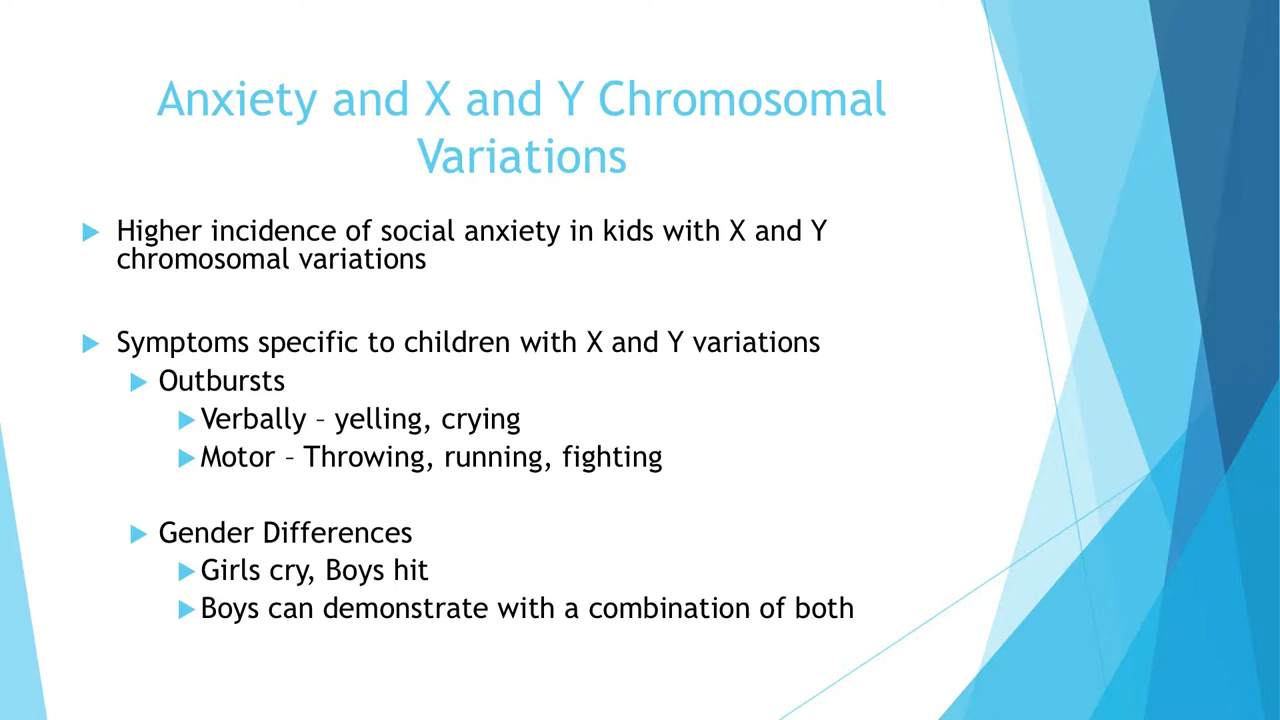 Anxiety and X and Y Chromosomal
Variations
Higher incidence of social anxiety in kids with X and Y
chromosomal variations
Symptoms specific to children with X and Y variations
Outbursts
Verbally – yelling, crying
Motor – Throwing, running, fighting
Gender Differences
Girls cry, Boys hit
Boys can demonstrate with a combination of both